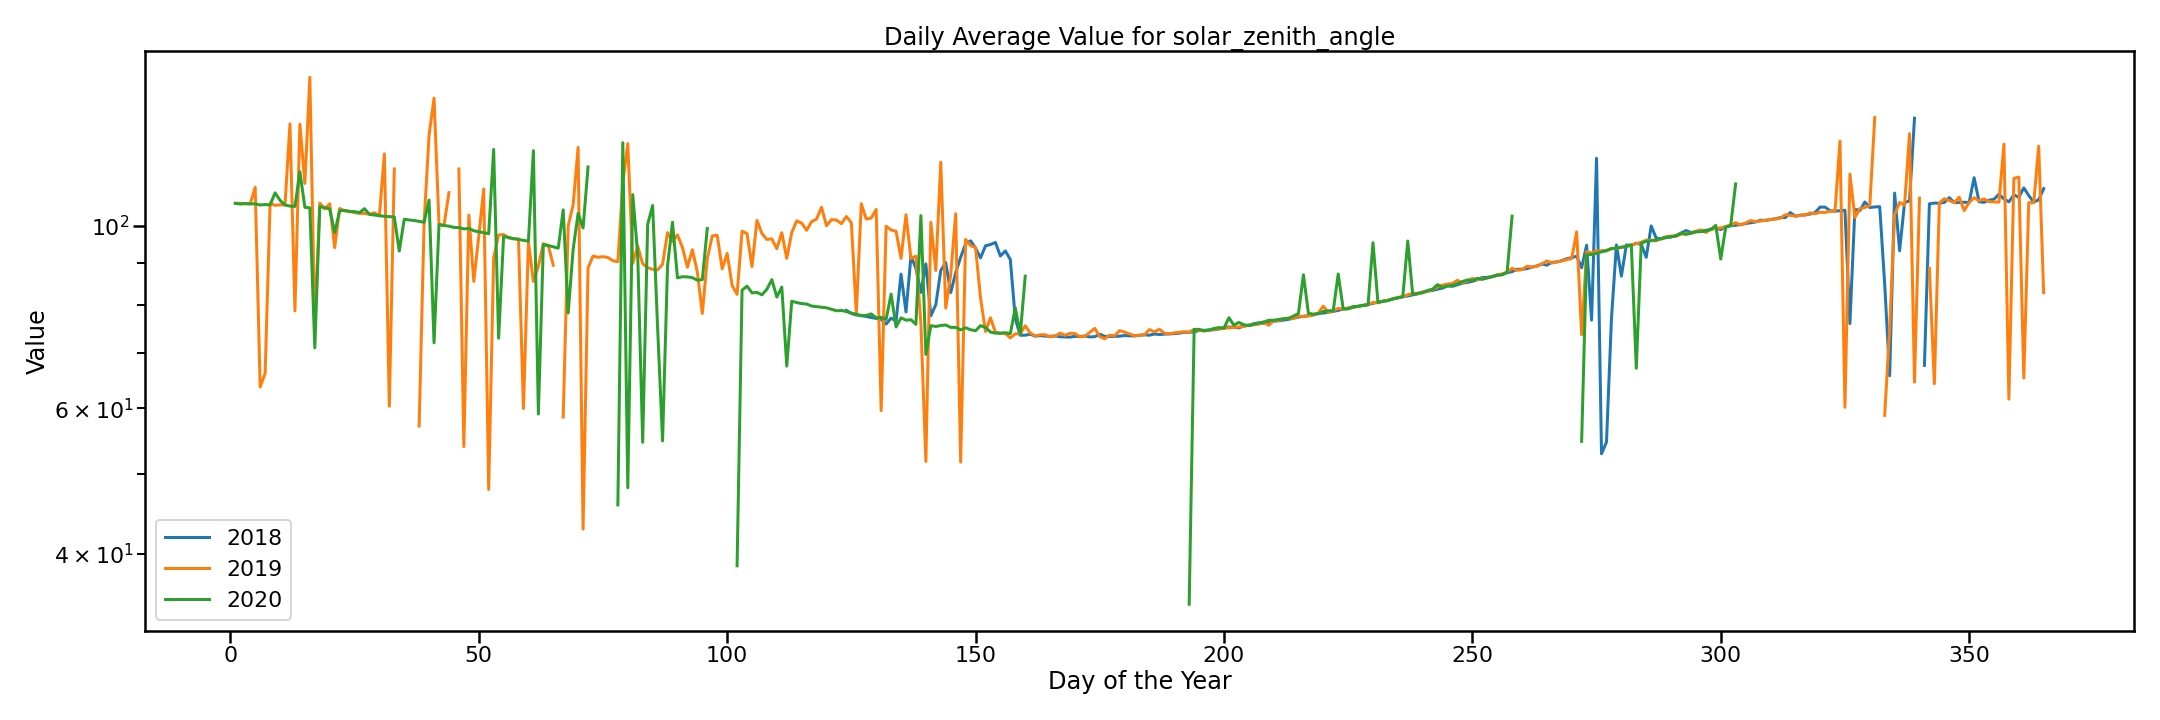 Daily Average Value for solar_zenith_angle
Value
10²
6 × 10¹
4 × 10¹
2018
2019
2020
0 50 100 150 200 250 300 350
Day of the Year